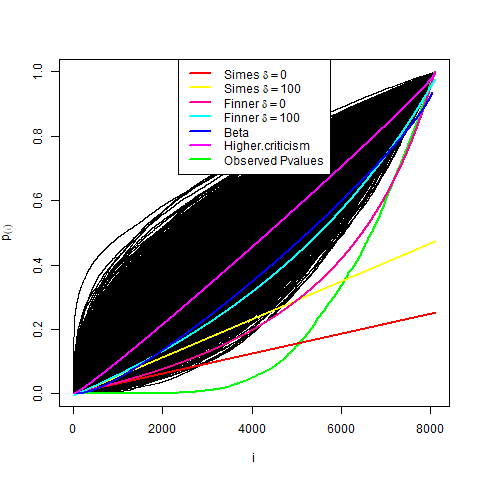 Simes δ = 0
Simes δ = 100
Finner δ = 0
Finner δ = 100
Beta
Higher.criticism
Observed Pvalues
1.0
0.8
0.6
0.4
0.2
0.0
p(i)
0 2000 4000 6000 8000
i